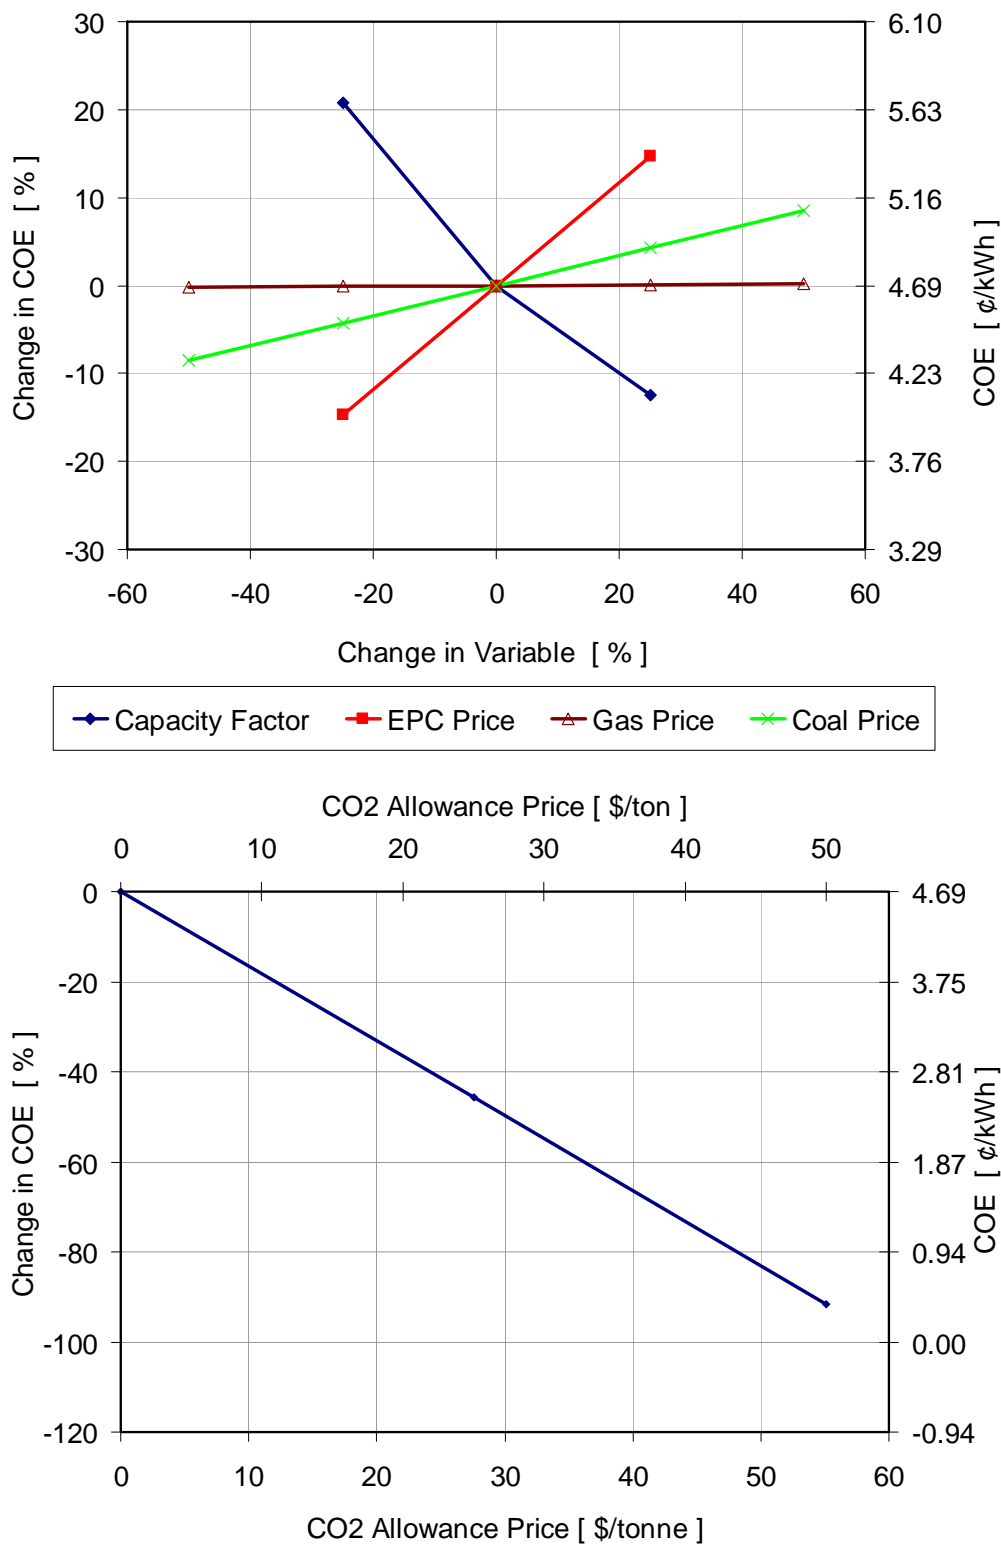 30 6.10
20 5.63
10 5.16
0 4.69
-10 4.23
-20 3.76
-30 3.29
Change in COE [ % ]
COE [ ¢/kWh ]
-60 -40 -20 0 20 40 60
Change in Variable [ % ]
Capacity Factor EPC Price Gas Price Coal Price
CO2 Allowance Price [ $/ton ]
0 10 20 30 40 50
0 4.69
-20 3.75
-40 2.81
-60 1.87
-80 0.94
-100 0.00
-120 -0.94
Change in COE [ % ]
COE [ ¢/kWh ]
0 10 20 30 40 50 60
CO2 Allowance Price [ $/tonne ]